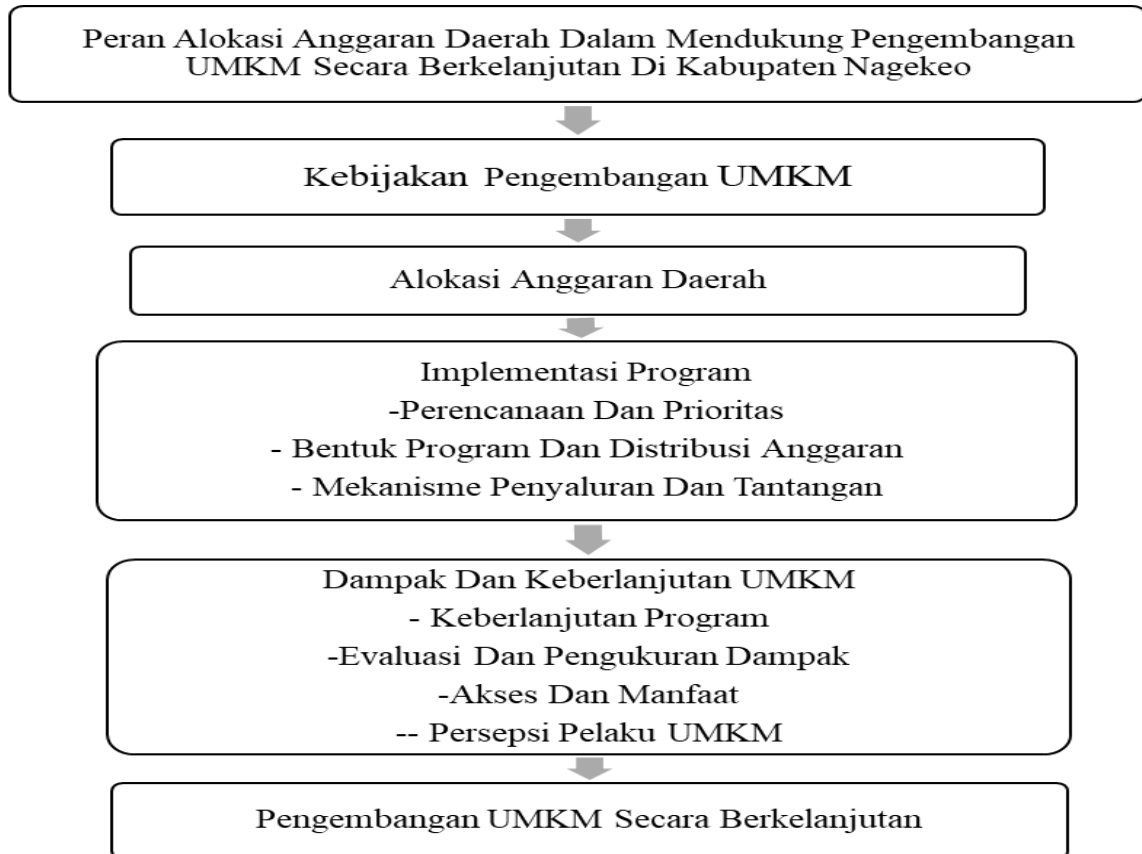 Peran Alokasi Anggaran Daerah Dalam Mendukung Pengembangan
UMKM Secara Berkelanjutan Di Kabupaten Nagekeo
Kebijakan Pengembangan UMKM
Alokasi Anggaran Daerah
Implementasi Program
-Perencanaan Dan Prioritas
- Bentuk Program Dan Distribusi Anggaran
- Mekanisme Penyaluran Dan Tantangan
Dampak Dan Keberlanjutan UMKM
- Keberlanjutan Program
-Evaluasi Dan Pengukuran Dampak
-Akses Dan Manfaat
-- Persepsi Pelaku UMKM
Pengembangan UMKM Secara Berkelanjutan